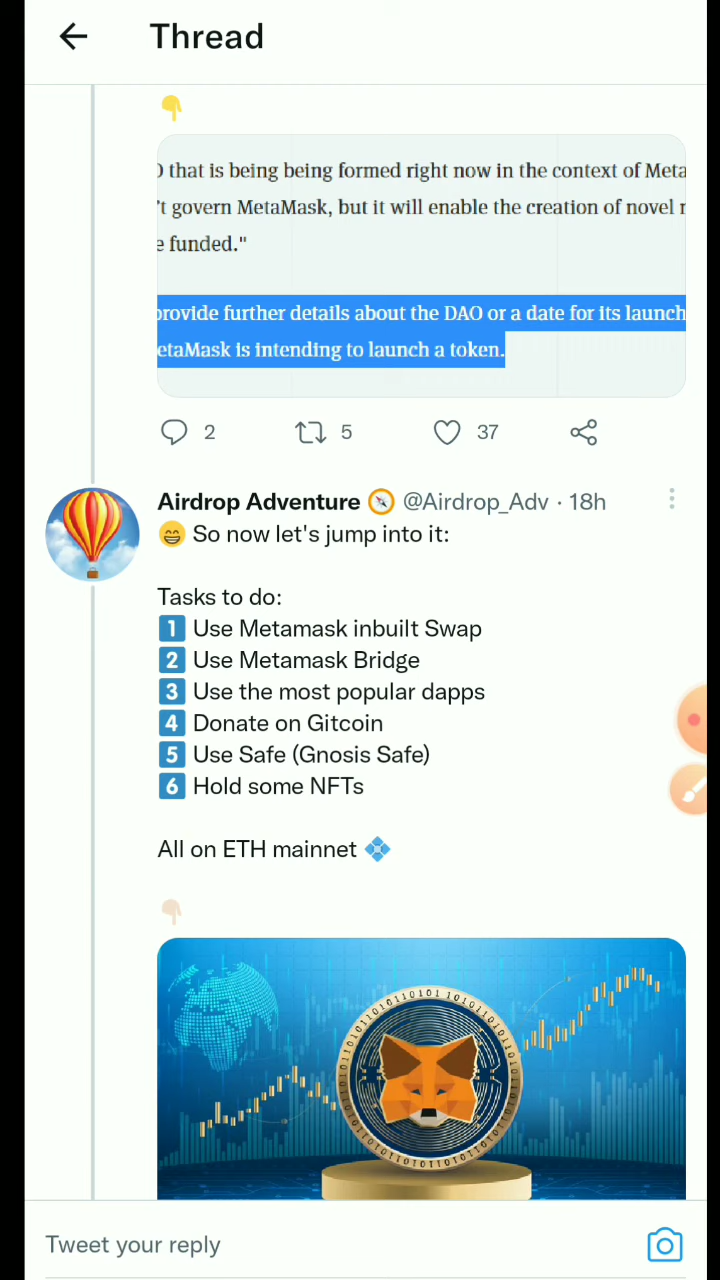 Thread
👇
that is being being formed right now in the context of Meta
't govern MetaMask, but it will enable the creation of novel
e funded."
provide further details about the DAO or a date for its launch
etaMask is intending to launch a token.
2 5 37
Airdrop Adventure 🧭 @Airdrop_Adv · 18h
😄 So now let's jump into it:
Tasks to do:
1️⃣ Use Metamask inbuilt Swap
2️⃣ Use Metamask Bridge
3️⃣ Use the most popular dapps
4️⃣ Donate on Gitcoin
5️⃣ Use Safe (Gnosis Safe)
6️⃣ Hold some NFTs
All on ETH mainnet 💠
👇🏻
Tweet your reply